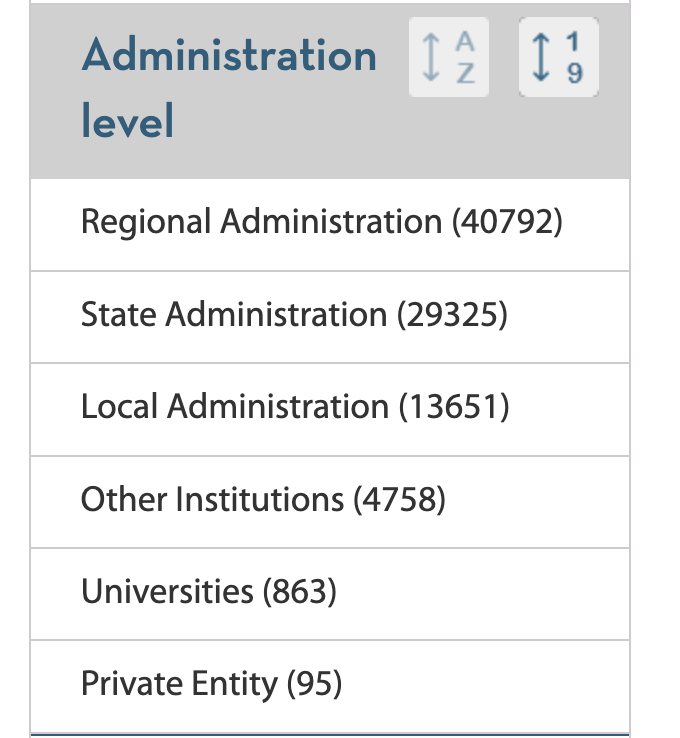 Administration
level
A
Z
1
9
Regional Administration (40792)
State Administration (29325)
Local Administration (13651)
Other Institutions (4758)
Universities (863)
Private Entity (95)